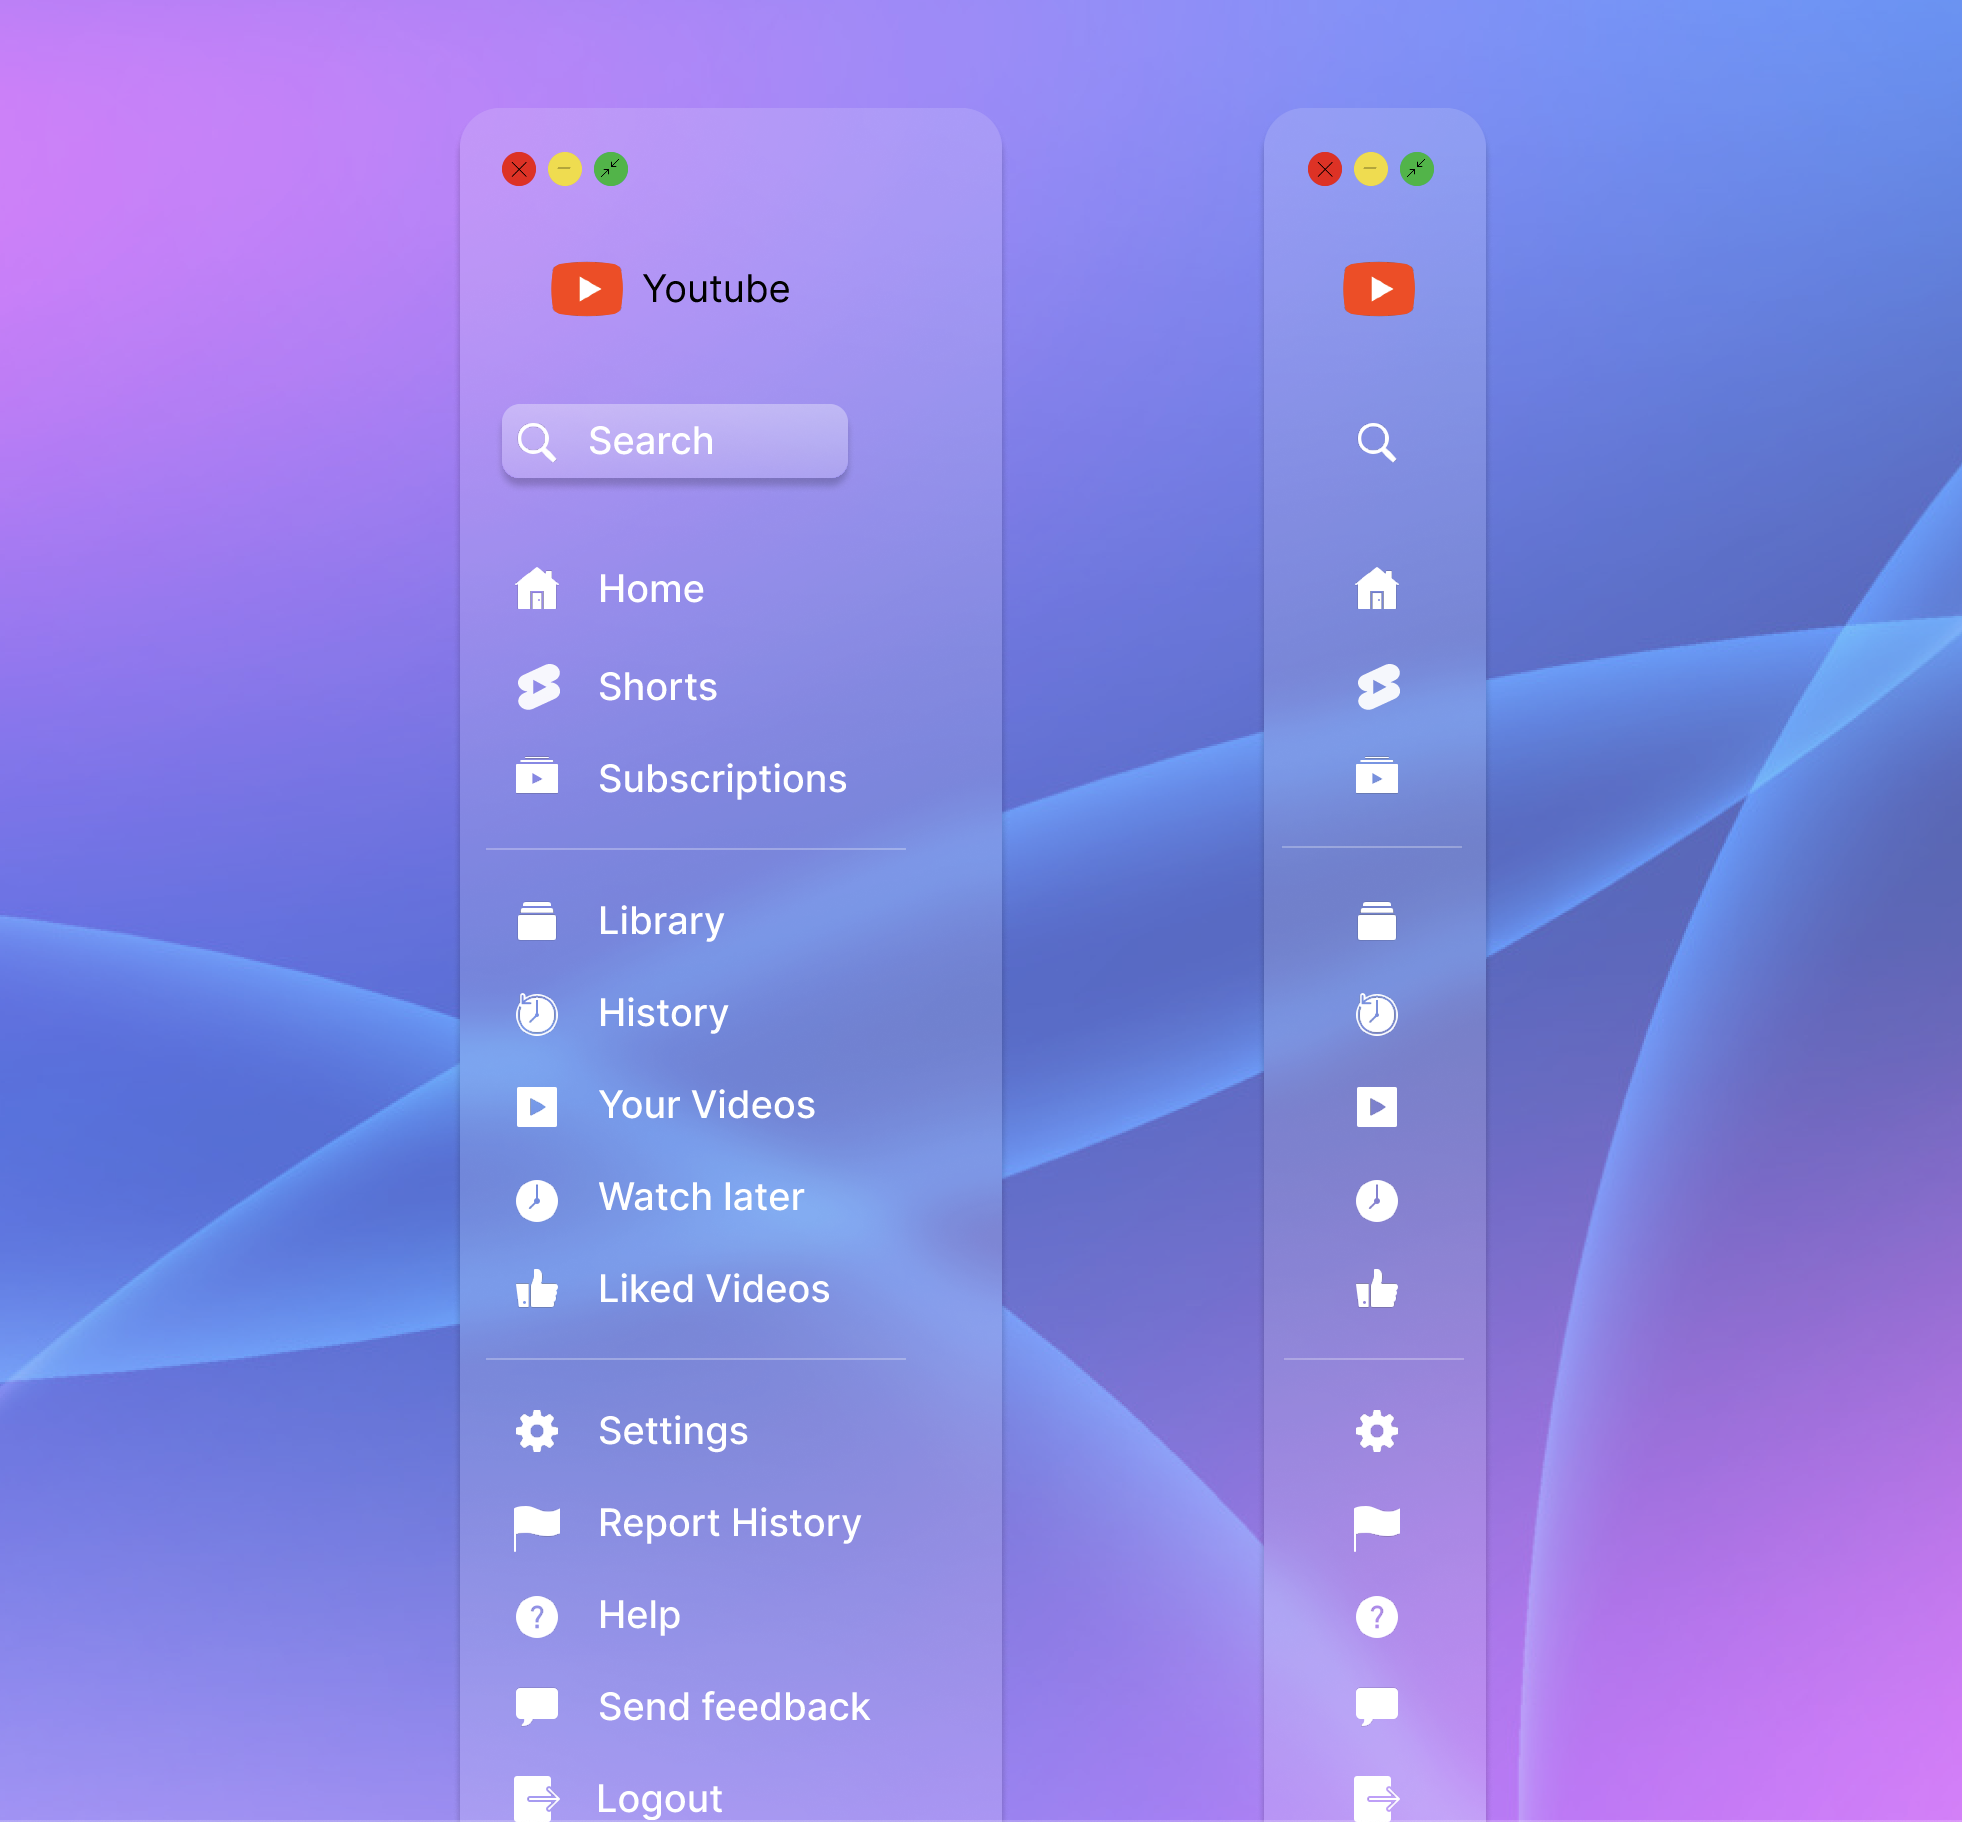 Youtube
Search
Home
Shorts
Subscriptions
Library
History
Your Videos
Watch later
Liked Videos
Settings
Report History
Help
Send feedback
Logout